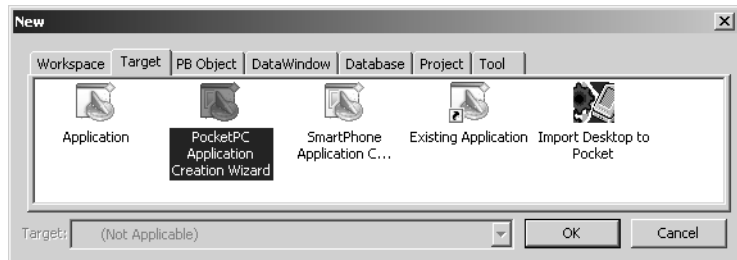 New
Workspace Target PB Object DataWindow Database Project Tool
Application
PocketPC
Application
Creation Wizard
SmartPhone
Application C...
Existing Application
Import Desktop to
Pocket
Target: (Not Applicable) OK Cancel